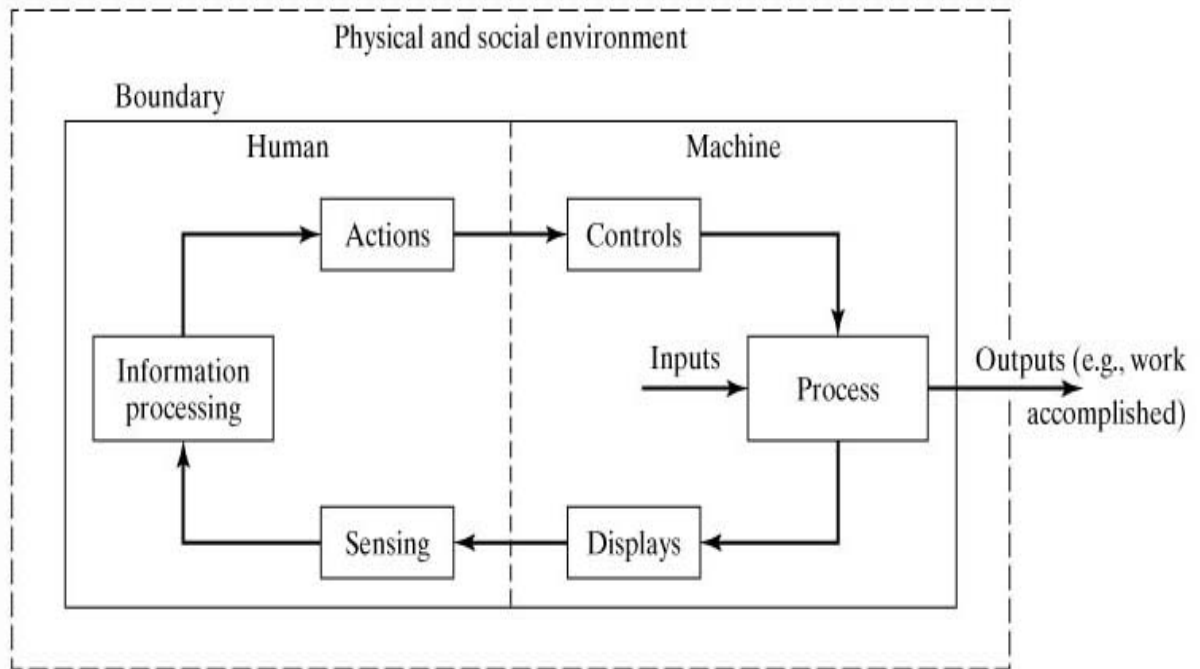 Physical and social environment
Boundary
Human
Machine
Actions
Controls
Information
processing
Inputs
Process
Outputs (e.g., work
accomplished)
Sensing
Displays